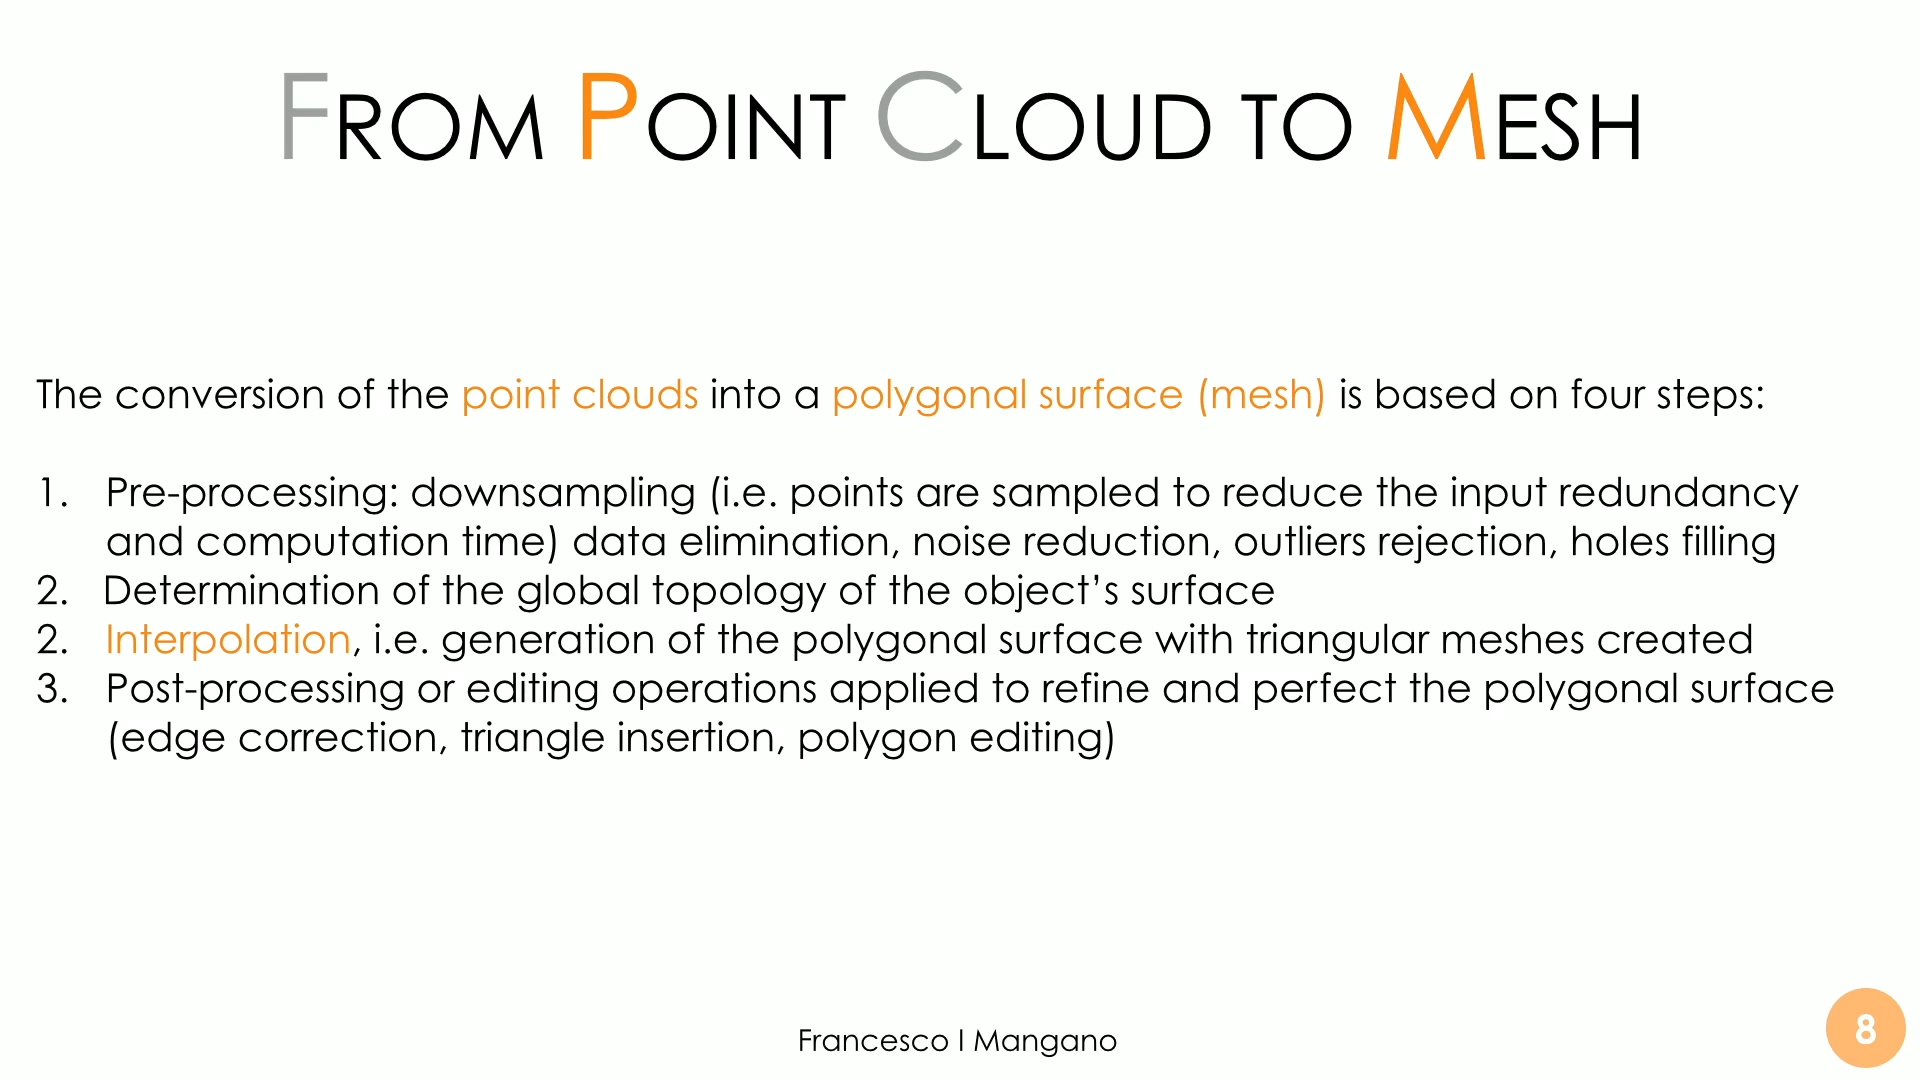 FROM POINT CLOUD TO MESH
The conversion of the point clouds into a polygonal surface (mesh) is based on four steps:
1. Pre-processing: downsampling (i.e. points are sampled to reduce the input redundancy
and computation time) data elimination, noise reduction, outliers rejection, holes filling
2. Determination of the global topology of the object’s surface
2. Interpolation, i.e. generation of the polygonal surface with triangular meshes created
3. Post-processing or editing operations applied to refine and perfect the polygonal surface
(edge correction, triangle insertion, polygon editing)
Francesco I Mangano
8